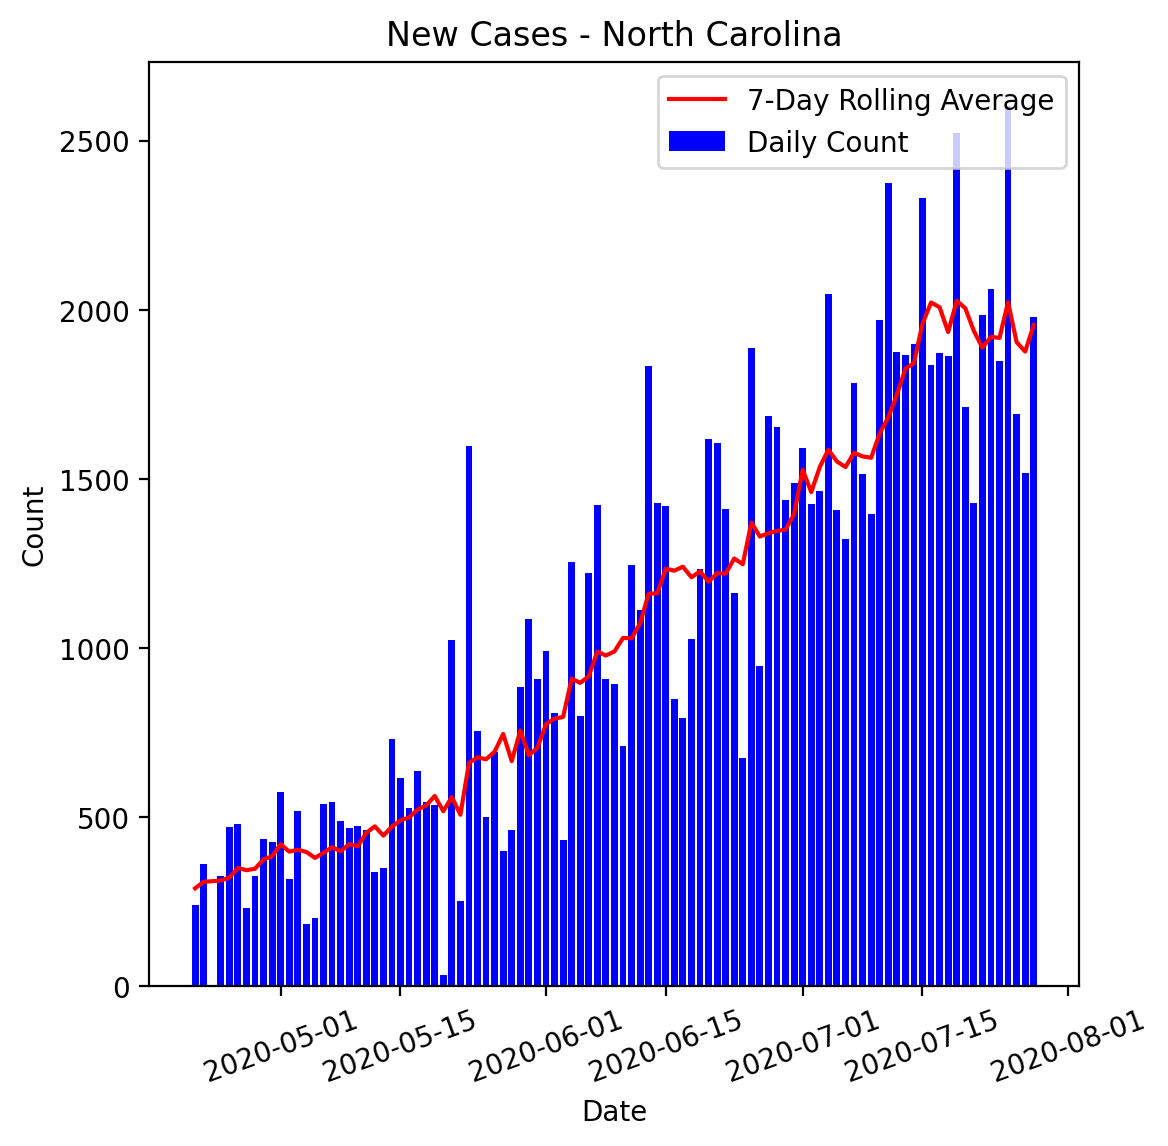 New Cases - North Carolina
7-Day Rolling Average
Daily Count
2500
2000
1500
1000
500
0
Count
2020-05-01
2020-05-15
2020-06-01
2020-06-15
2020-07-01
2020-07-15
2020-08-01
Date